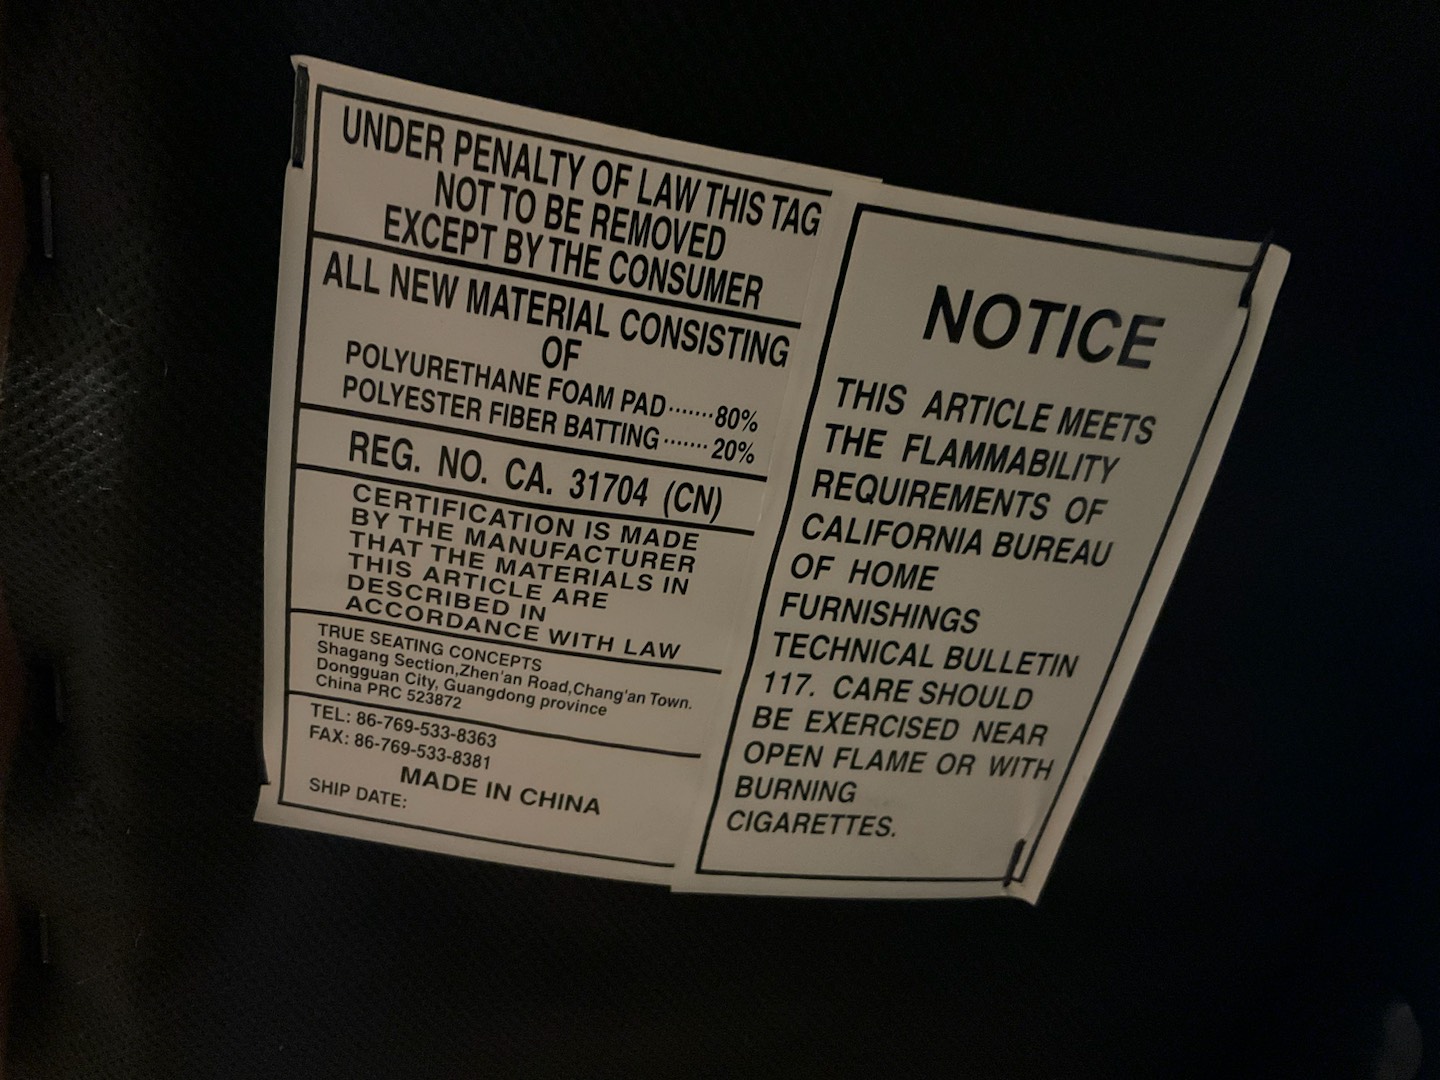 UNDER PENALTY OF LAW THIS TAG
NOT TO BE REMOVED
EXCEPT BY THE CONSUMER
ALL NEW MATERIAL CONSISTING
OF
POLYURETHANE FOAM PAD.......80%
POLYESTER FIBER BATTING.......20%
REG. NO. CA. 31704 (CN)
CERTIFICATION IS MADE
BY THE MANUFACTURER
THAT THE MATERIALS IN
THIS ARTICLE ARE
DESCRIBED IN
ACCORDANCE WITH LAW
TRUE SEATING CONCEPTS
Shagang Section,Zhen'an Road,Chang'an Town.
Dongguan City, Guangdong province
China PRC 523872
TEL: 86-769-533-8363
FAX: 86-769-533-8381
MADE IN CHINA
SHIP DATE:
NOTICE
THIS ARTICLE MEETS
THE FLAMMABILITY
REQUIREMENTS OF
CALIFORNIA BUREAU
OF HOME
FURNISHINGS
TECHNICAL BULLETIN
117. CARE SHOULD
BE EXERCISED NEAR
OPEN FLAME OR WITH
BURNING
CIGARETTES.